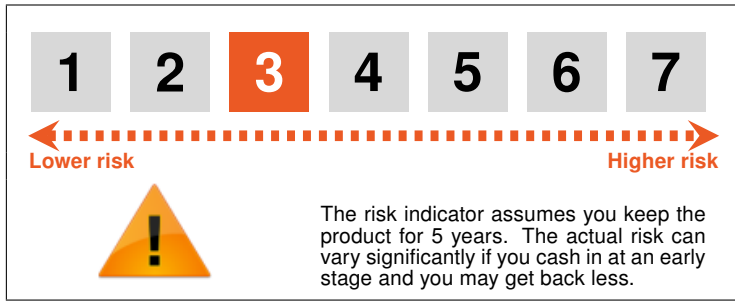 1 2 3 4 5 6 7
Lower risk Higher risk
!
The risk indicator assumes you keep the
product for 5 years. The actual risk can
vary significantly if you cash in at an early
stage and you may get back less.